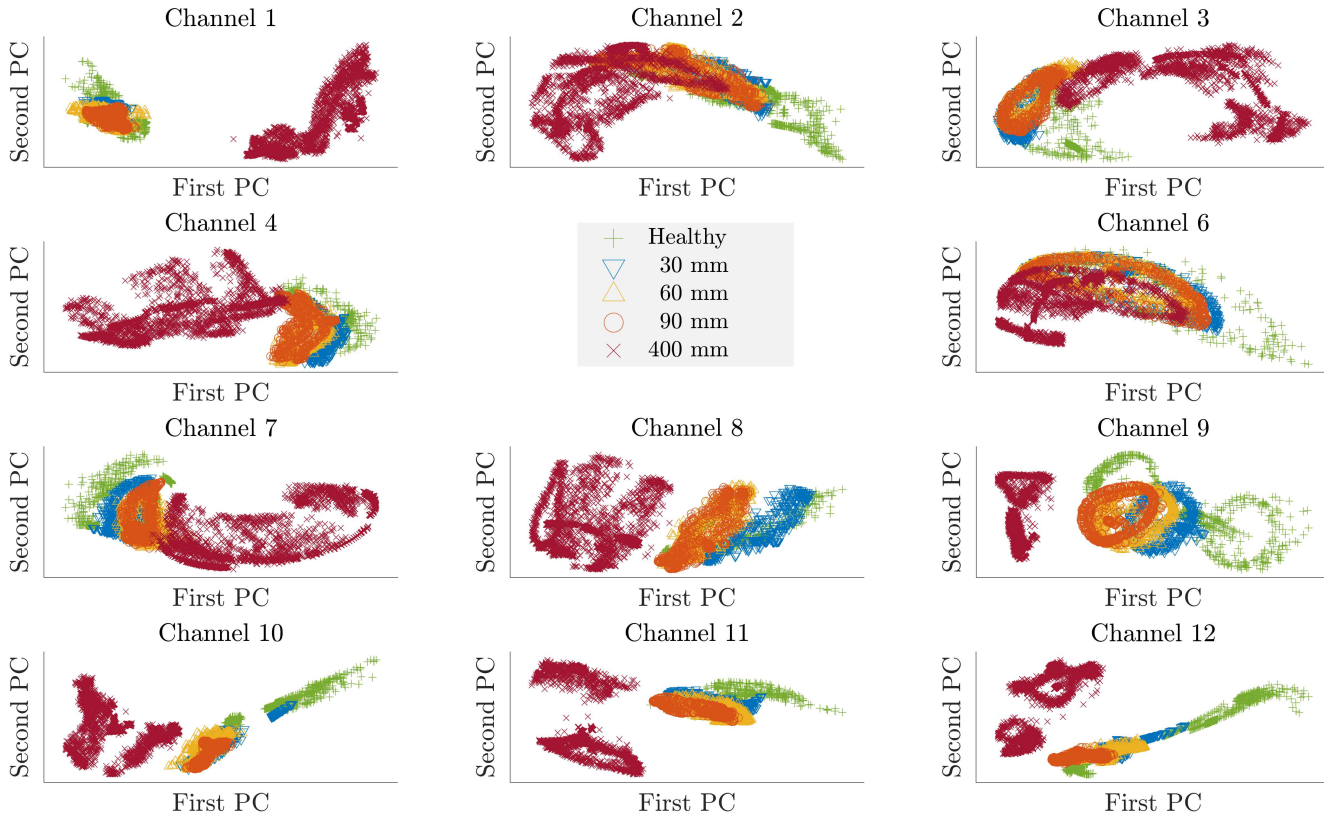 Channel 1
Second PC
First PC
Channel 2
Second PC
First PC
Channel 3
Second PC
First PC
Channel 4
Second PC
First PC
Healthy
30 mm
60 mm
90 mm
400 mm
Channel 6
Second PC
First PC
Channel 7
Second PC
First PC
Channel 8
Second PC
First PC
Channel 9
Second PC
First PC
Channel 10
Second PC
First PC
Channel 11
Second PC
First PC
Channel 12
Second PC
First PC